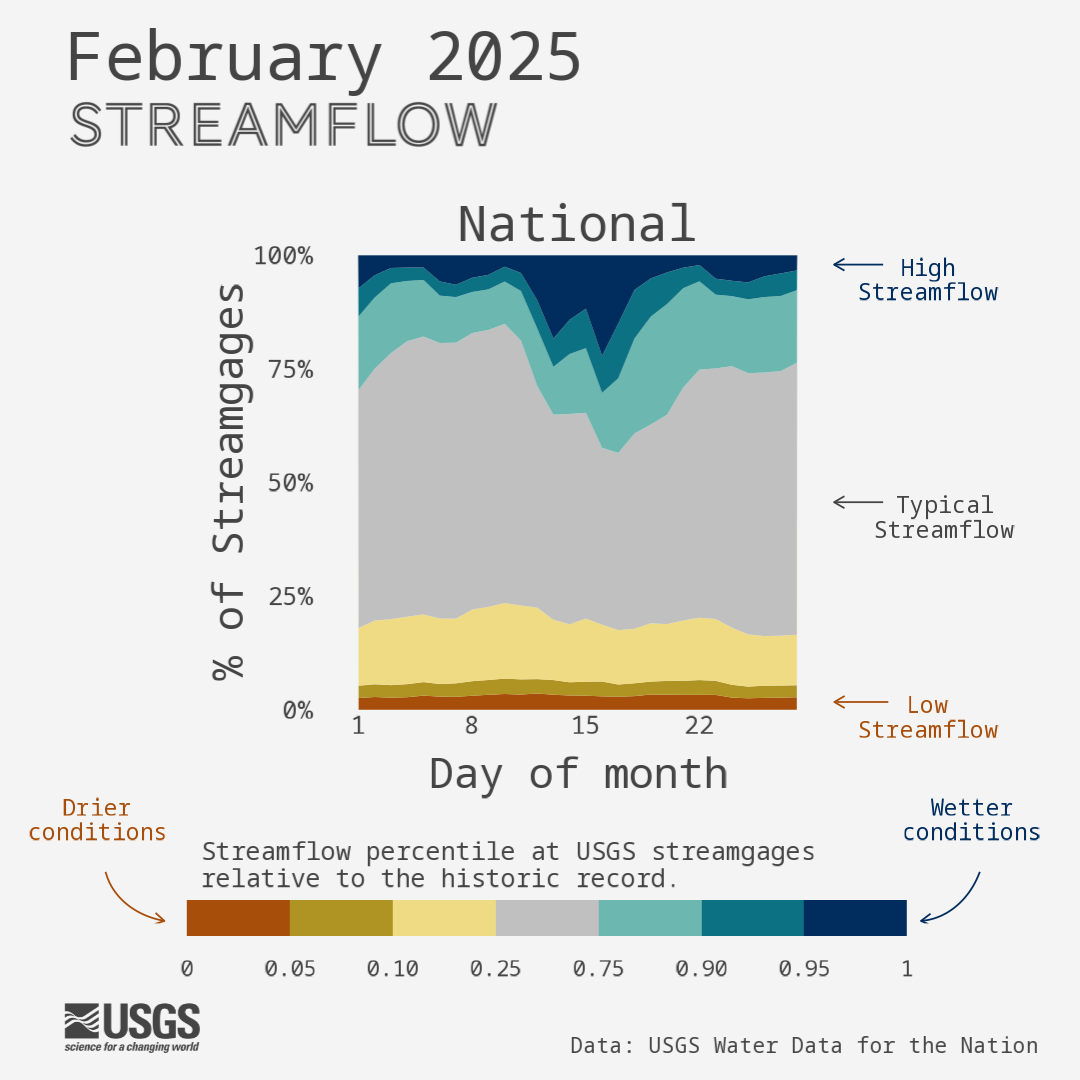 February 2025
STREAMFLOW
National
% of Streamgages
100%
75%
50%
25%
0%
1 8 15 22
Day of month
High
Streamflow
Typical
Streamflow
Low
Streamflow
Drier
conditions
Wetter
conditions
Streamflow percentile at USGS streamgages
relative to the historic record.
0 0.05 0.10 0.25 0.75 0.90 0.95 1
USGS
science for a changing world
Data: USGS Water Data for the Nation